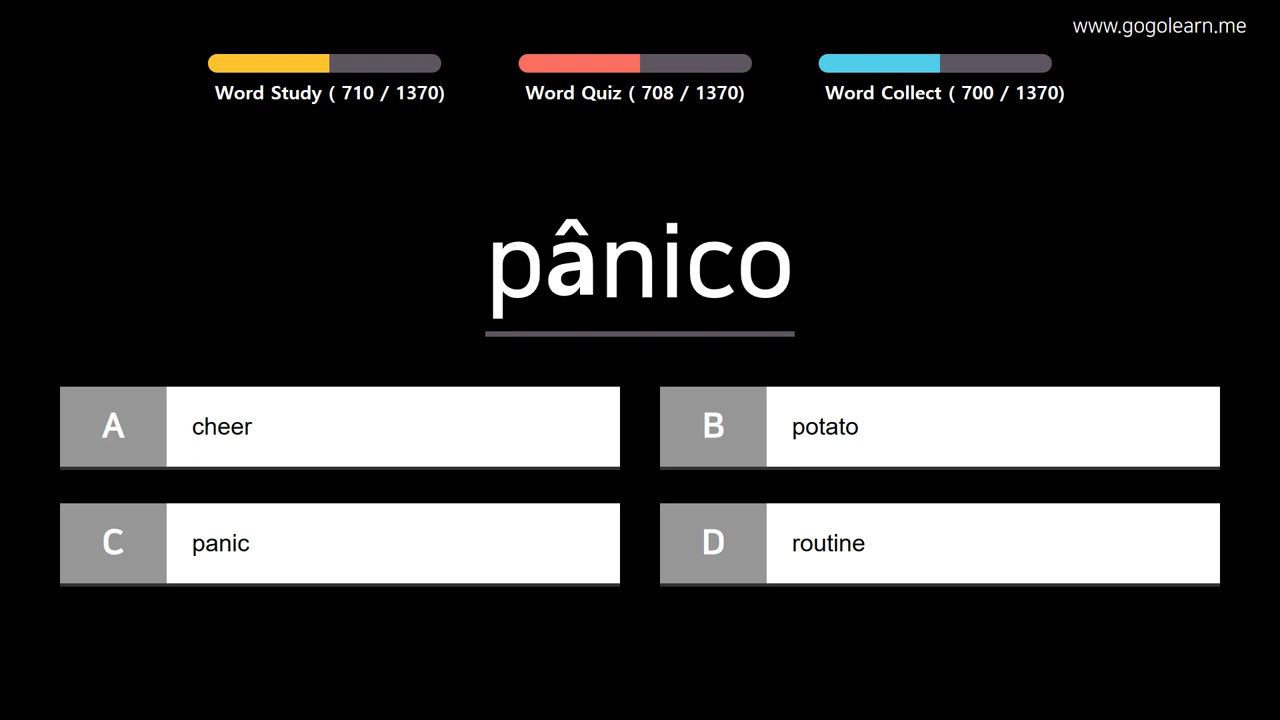 www.gogolearn.me
Word Study ( 710 / 1370)
Word Quiz ( 708 / 1370)
Word Collect ( 700 / 1370)
pânico
A cheer
B potato
C panic
D routine